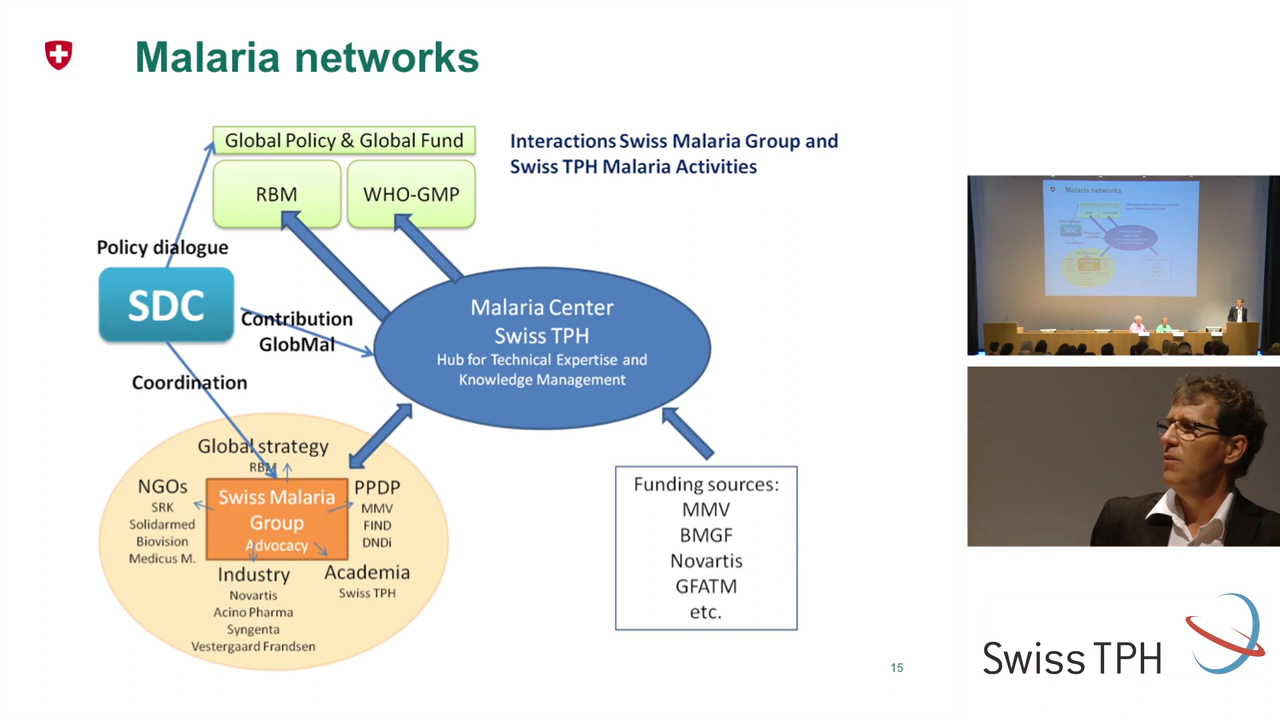 Malaria networks
Global Policy & Global Fund
RBM
WHO-GMP
Interactions Swiss Malaria Group and
Swiss TPH Malaria Activities
Policy dialogue
SDC
Contribution
GlobMal
Coordination
Malaria Center
Swiss TPH
Hub for Technical Expertise and
Knowledge Management
Global strategy
RBM
NGOs
SRK
Solidarmed
Biovision
Medicus M.
Swiss Malaria
Group
Advocacy
PPDP
MMV
FIND
DNDi
Industry
Novartis
Acino Pharma
Syngenta
Vestergaard Frandsen
Academia
Swiss TPH
Funding sources:
MMV
BMGF
Novartis
GFATM
etc.
15
Malaria networks
SDC
Swiss TPH